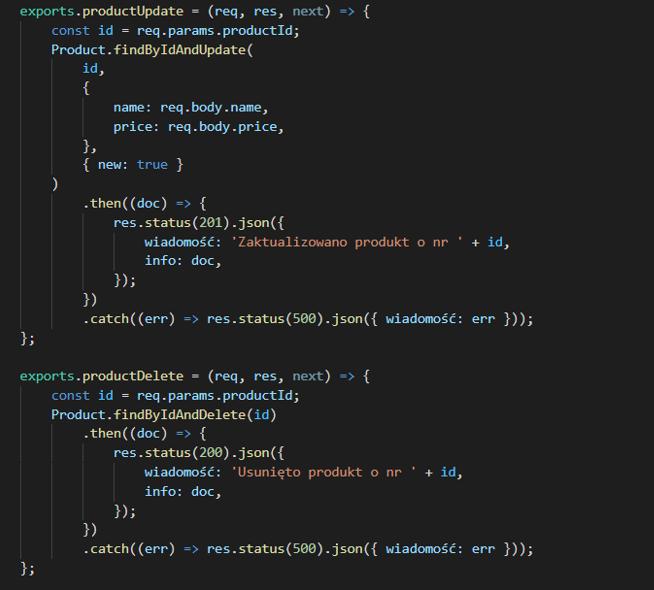 exports.productUpdate = (req, res, next) => {
    const id = req.params.productId;
    Product.findByIdAndUpdate(
        id,
        {
            name: req.body.name,
            price: req.body.price,
        },
        { new: true }
    )
        .then((doc) => {
            res.status(201).json({
                wiadomość: 'Zaktualizowano produkt o nr ' + id,
                info: doc,
            });
        })
        .catch((err) => res.status(500).json({ wiadomość: err }));
};

exports.productDelete = (req, res, next) => {
    const id = req.params.productId;
    Product.findByIdAndDelete(id)
        .then((doc) => {
            res.status(200).json({
                wiadomość: 'Usunięto produkt o nr ' + id,
                info: doc,
            });
        })
        .catch((err) => res.status(500).json({ wiadomość: err }));
};